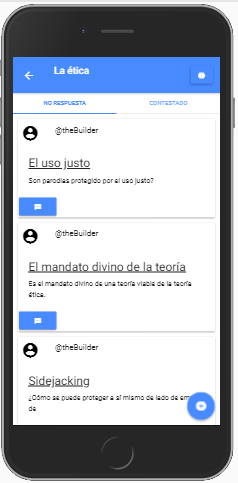 La ética
NO RESPUESTA
CONTESTADO
@theBuilder
El uso justo
Son parodias protegido por el uso justo?
@theBuilder
El mandato divino de la teoría
Es el mandato divino de una teoría viable de la teoría
ética.
@theBuilder
Sidejacking
¿Cómo se puede proteger a sí mismo de lado de
de